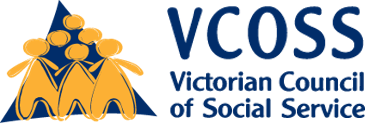 VCOSS
Victorian Council
of Social Service